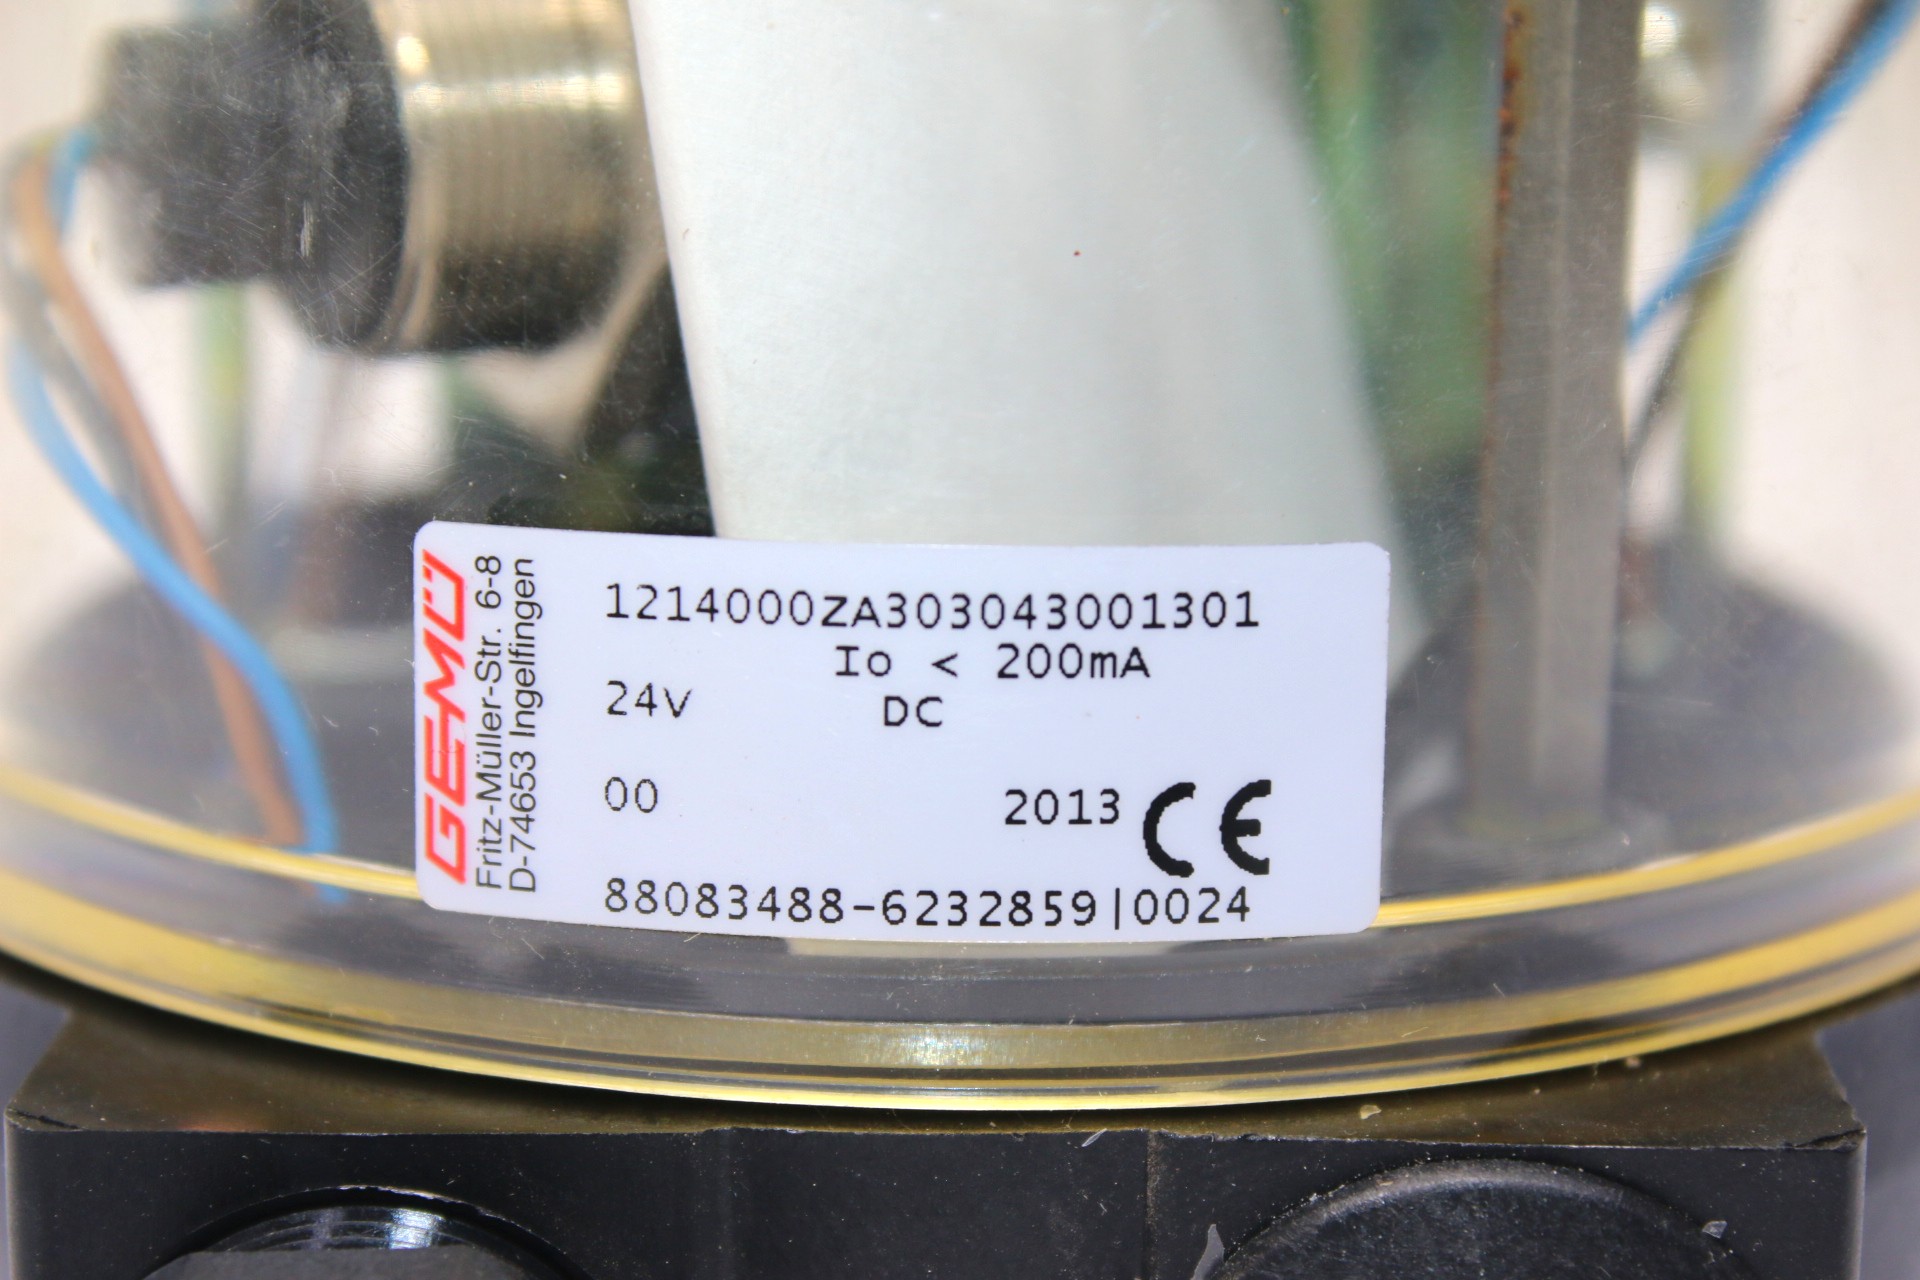 GEMÜ
Fritz-Müller-Str. 6-8
D-74653 Ingelfingen
1214000ZA303043001301
Io < 200mA
24V DC
00 2013 CE
88083488-6232859|0024